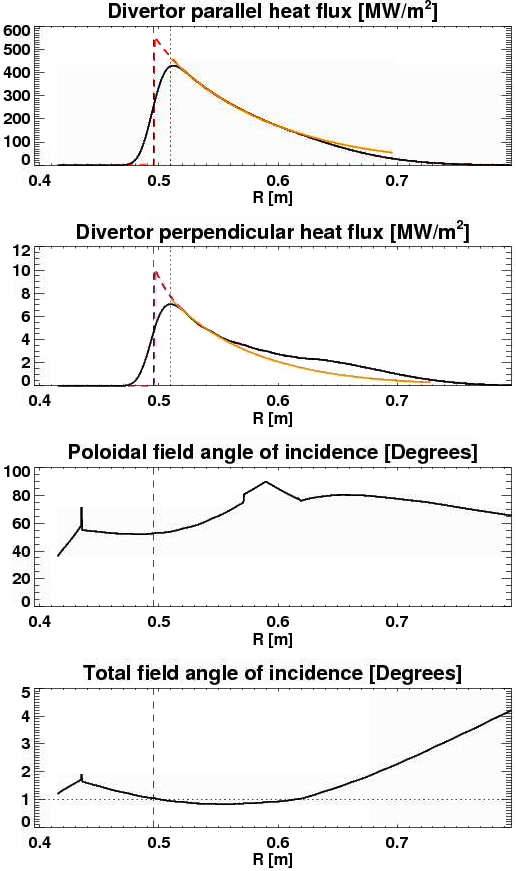 Divertor parallel heat flux [MW/m²]
600
500
400
300
200
100
0
0.4 0.5 0.6 0.7
R [m]
Divertor perpendicular heat flux [MW/m²]
12
10
8
6
4
2
0
0.4 0.5 0.6 0.7
R [m]
Poloidal field angle of incidence [Degrees]
100
80
60
40
20
0
0.4 0.5 0.6 0.7
R [m]
Total field angle of incidence [Degrees]
5
4
3
2
1
0
0.4 0.5 0.6 0.7
R [m]